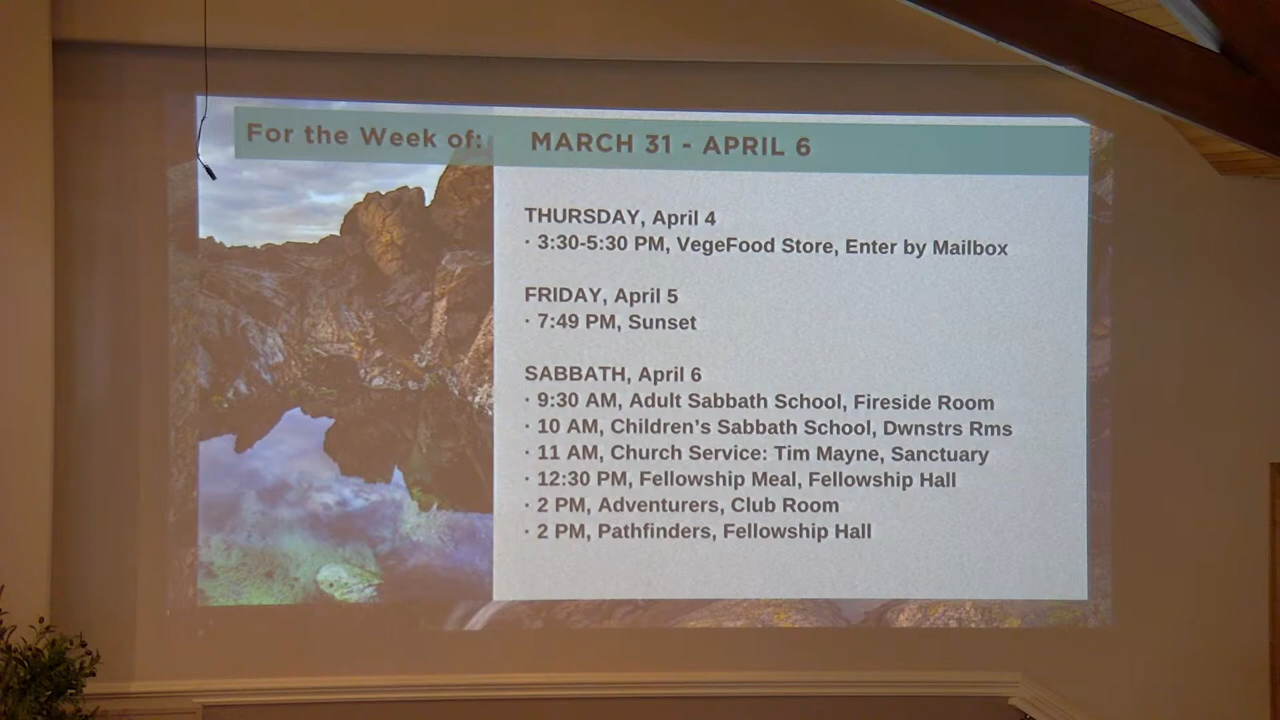 For the Week of: MARCH 31 - APRIL 6
THURSDAY, April 4
· 3:30-5:30 PM, VegeFood Store, Enter by Mailbox
FRIDAY, April 5
· 7:49 PM, Sunset
SABBATH, April 6
· 9:30 AM, Adult Sabbath School, Fireside Room
· 10 AM, Children’s Sabbath School, Dwnstrs Rms
· 11 AM, Church Service: Tim Mayne, Sanctuary
· 12:30 PM, Fellowship Meal, Fellowship Hall
· 2 PM, Adventurers, Club Room
· 2 PM, Pathfinders, Fellowship Hall